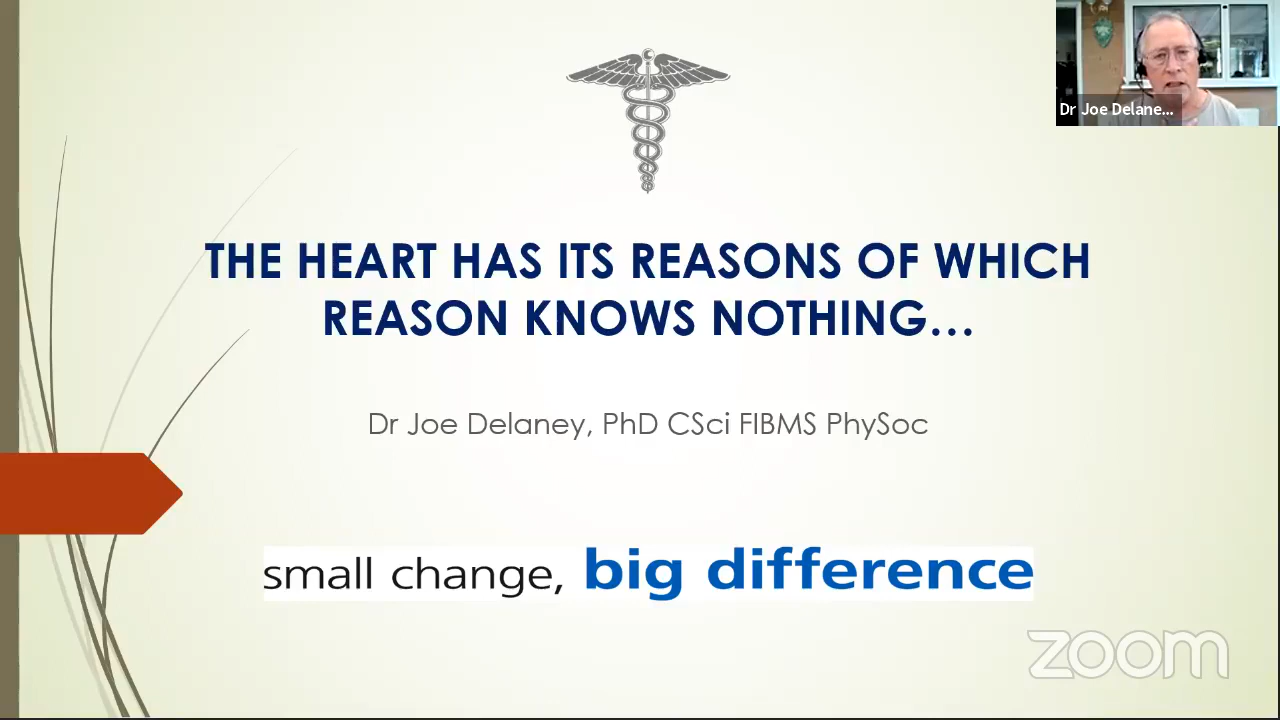 Dr Joe Delane...
THE HEART HAS ITS REASONS OF WHICH
REASON KNOWS NOTHING…
Dr Joe Delaney, PhD CSci FIBMS PhySoc
small change, big difference
zoom